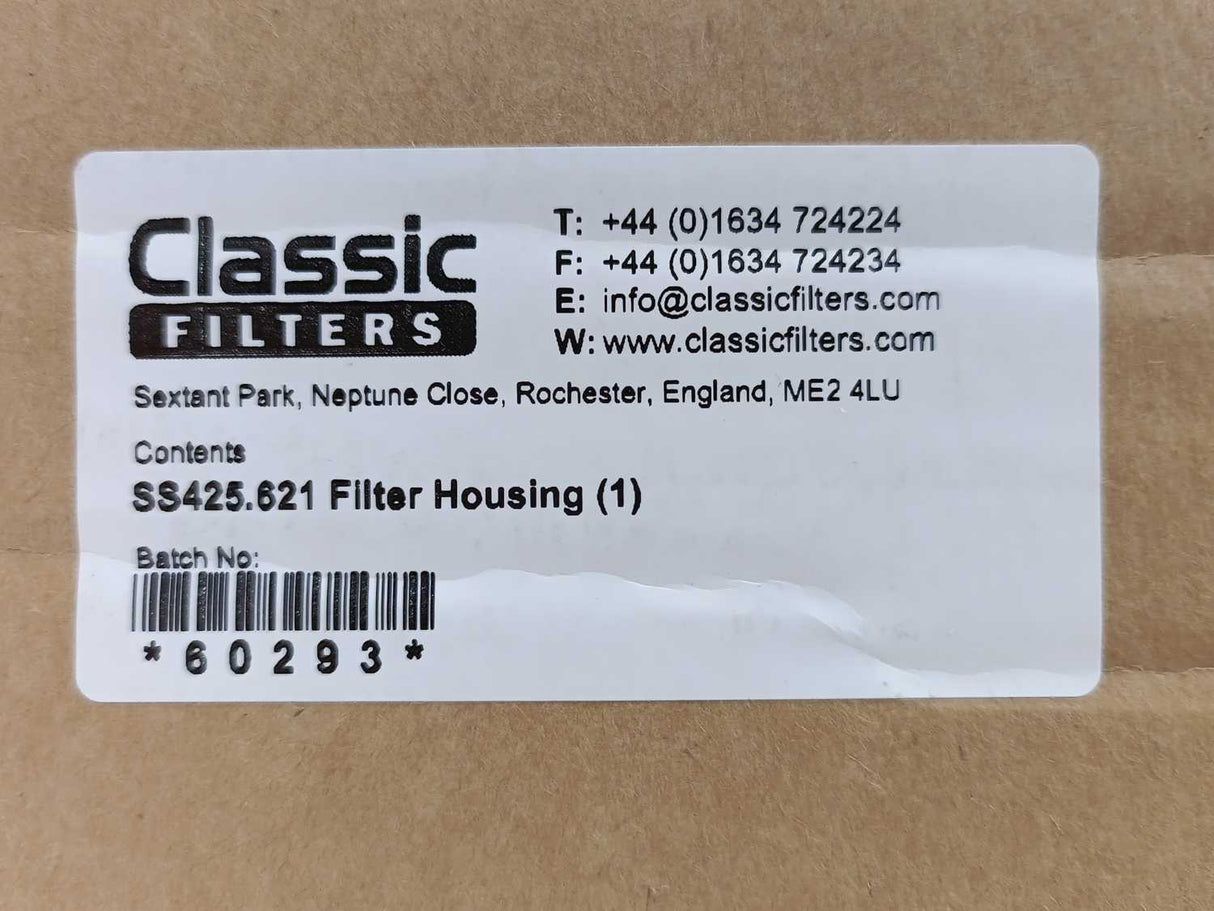 Classic
FILTERS
T: +44 (0)1634 724224
F: +44 (0)1634 724234
E: info@classicfilters.com
W: www.classicfilters.com
Sextant Park, Neptune Close, Rochester, England, ME2 4LU
Contents
SS425.621 Filter Housing (1)
Batch No:
*60293*